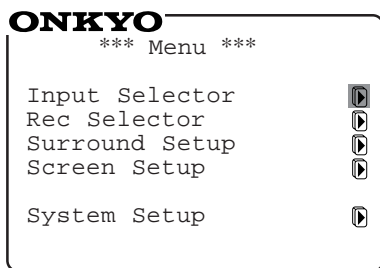 ONKYO
*** Menu ***
Input Selector
Rec Selector
Surround Setup
Screen Setup
System Setup